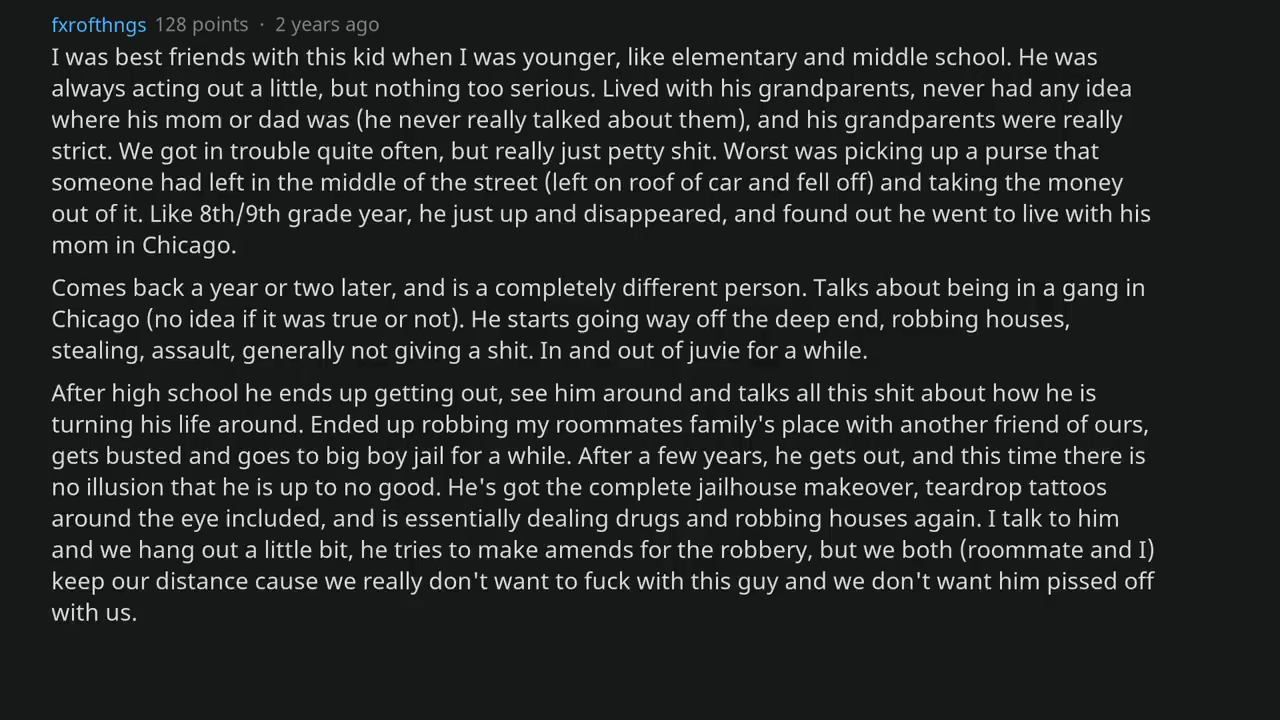 fxrofthngs 128 points · 2 years ago
I was best friends with this kid when I was younger, like elementary and middle school. He was
always acting out a little, but nothing too serious. Lived with his grandparents, never had any idea
where his mom or dad was (he never really talked about them), and his grandparents were really
strict. We got in trouble quite often, but really just petty shit. Worst was picking up a purse that
someone had left in the middle of the street (left on roof of car and fell off) and taking the money
out of it. Like 8th/9th grade year, he just up and disappeared, and found out he went to live with his
mom in Chicago.
Comes back a year or two later, and is a completely different person. Talks about being in a gang in
Chicago (no idea if it was true or not). He starts going way off the deep end, robbing houses,
stealing, assault, generally not giving a shit. In and out of juvie for a while.
After high school he ends up getting out, see him around and talks all this shit about how he is
turning his life around. Ended up robbing my roommates family's place with another friend of ours,
gets busted and goes to big boy jail for a while. After a few years, he gets out, and this time there is
no illusion that he is up to no good. He's got the complete jailhouse makeover, teardrop tattoos
around the eye included, and is essentially dealing drugs and robbing houses again. I talk to him
and we hang out a little bit, he tries to make amends for the robbery, but we both (roommate and I)
keep our distance cause we really don't want to fuck with this guy and we don't want him pissed off
with us.